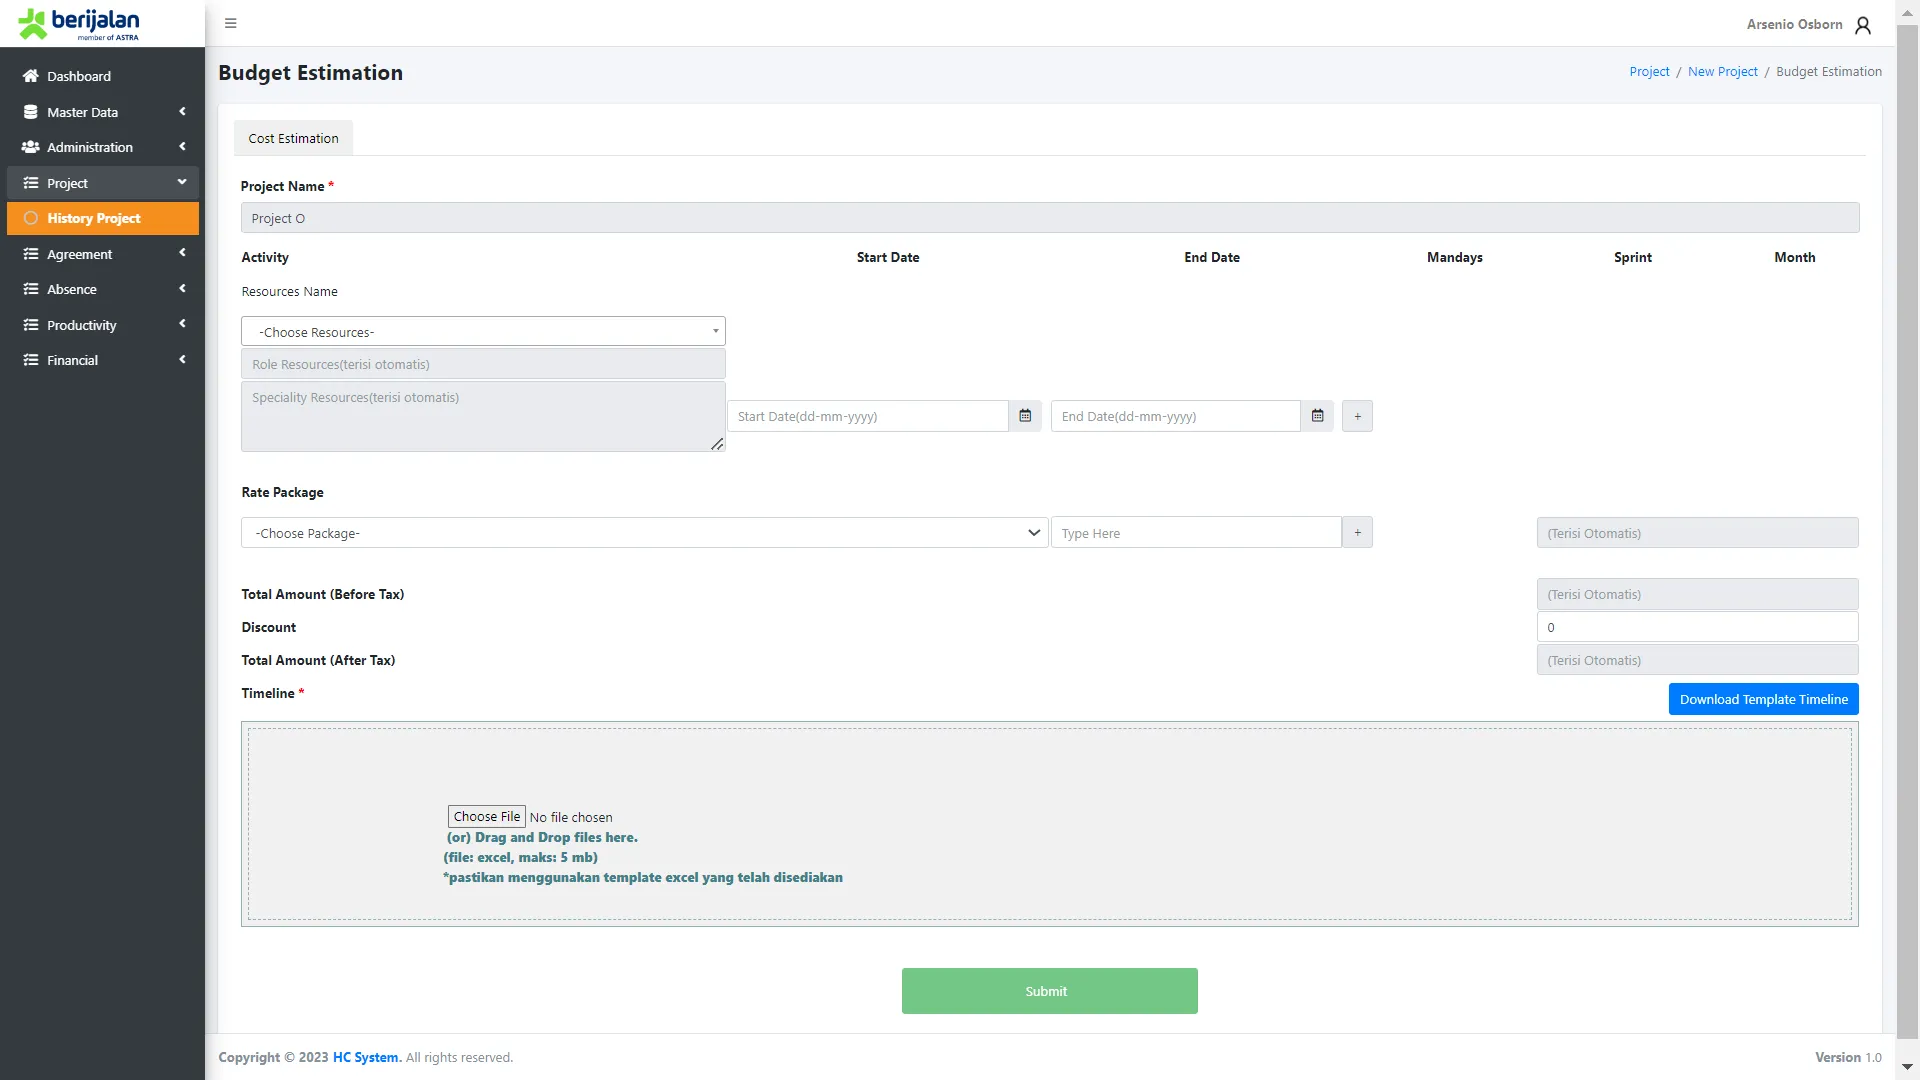 berijalan
member of ASTRA
Arsenio Osborn
Dashboard
Master Data
Administration
Project
History Project
Agreement
Absence
Productivity
Financial
Budget Estimation
Project / New Project / Budget Estimation
Cost Estimation
Project Name *
Project O
Activity Start Date End Date Mandays Sprint Month
Resources Name
-Choose Resources-
Role Resources(terisi otomatis)
Speciality Resources(terisi otomatis)
Start Date(dd-mm-yyyy) End Date(dd-mm-yyyy) +
Rate Package
-Choose Package- Type Here + (Terisi Otomatis)
Total Amount (Before Tax) (Terisi Otomatis)
Discount 0
Total Amount (After Tax) (Terisi Otomatis)
Timeline * Download Template Timeline
Choose File No file chosen
(or) Drag and Drop files here.
(file: excel, maks: 5 mb)
*pastikan menggunakan template excel yang telah disediakan
Submit
Copyright © 2023 HC System. All rights reserved. Version 1.0